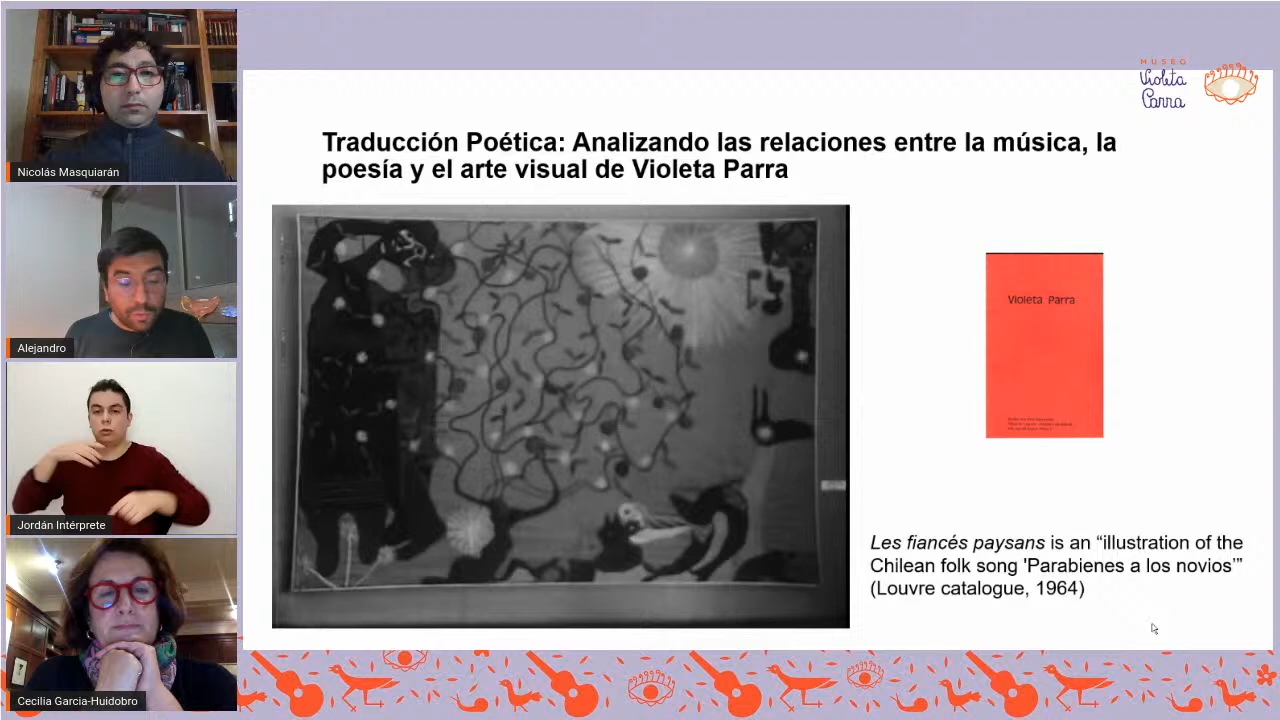 Nicolás Masquiarán
Alejandro
Jordán Intérprete
Cecilia Garcia-Huidobro
MUSEO
Violeta
Parra
Traducción Poética: Analizando las relaciones entre la música, la
poesía y el arte visual de Violeta Parra
Violeta Parra
Les fiancés paysans is an “illustration of the
Chilean folk song 'Parabienes a los novios'”
(Louvre catalogue, 1964)